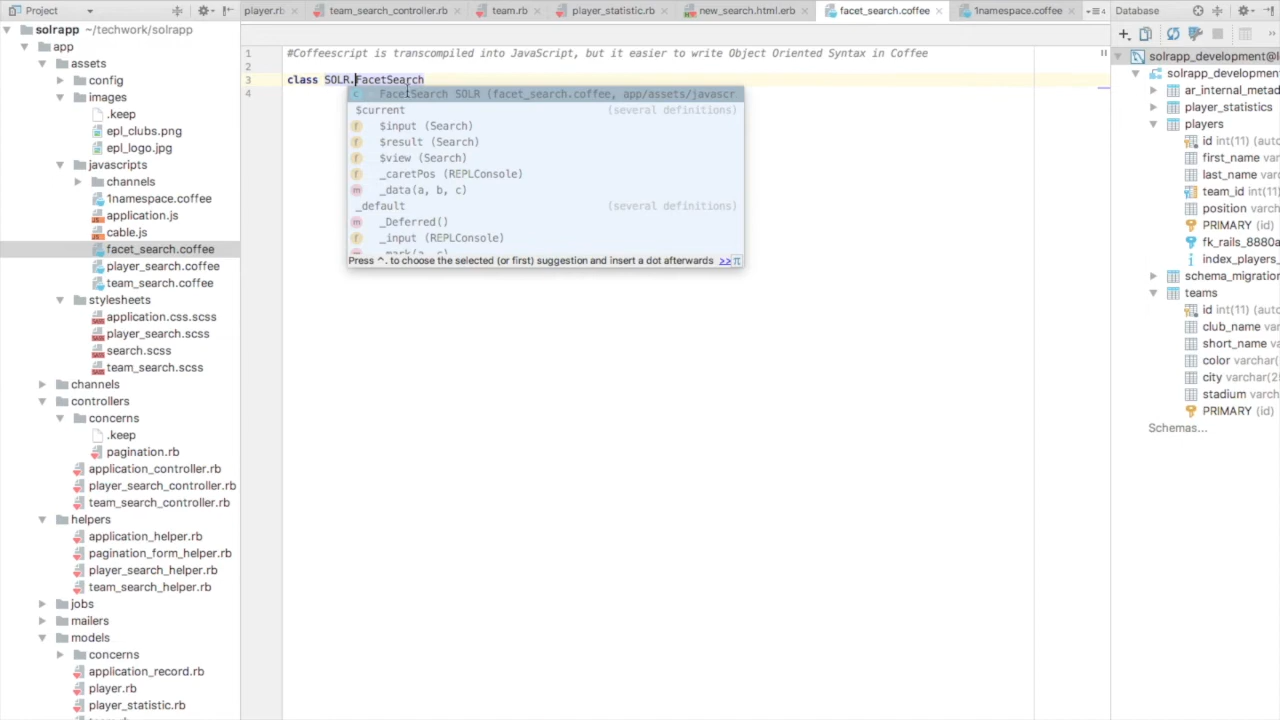 Project
player.rb
team_search_controller.rb
team.rb
player_statistic.rb
new_search.html.erb
facet_search.coffee
1namespace.coffee
Database
solrapp ~/techwork/solrapp
app
assets
config
images
.keep
epl_clubs.png
epl_logo.jpg
javascripts
channels
1namespace.coffee
application.js
cable.js
facet_search.coffee
player_search.coffee
team_search.coffee
stylesheets
application.css.scss
player_search.scss
search.scss
team_search.scss
channels
controllers
concerns
.keep
pagination.rb
application_controller.rb
player_search_controller.rb
team_search_controller.rb
helpers
application_helper.rb
pagination_form_helper.rb
player_search_helper.rb
team_search_helper.rb
jobs
mailers
models
concerns
application_record.rb
player.rb
player_statistic.rb
1 #Coffeescript is transcompiled into JavaScript, but it easier to write Object Oriented Syntax in Coffee
2
3 class SOLR.FacetSearch
4
FacetSearch SOLR (facet_search.coffee, app/assets/javascr
$current (several definitions)
$input (Search)
$result (Search)
$view (Search)
_caretPos (REPLConsole)
_data(a, b, c)
_default (several definitions)
_Deferred()
_input (REPLConsole)
_mark(a, c)
Press ^. to choose the selected (or first) suggestion and insert a dot afterwards >> π
solrapp_development@l
solrapp_development
ar_internal_metad
player_statistics
players
id int(11) (auto
first_name
last_name
team_id
position
PRIMARY (id)
fk_rails_8880a
index_players_
schema_migration
teams
id int(11) (auto
club_name
short_name
color varchar(
city varchar(25
stadium varch
PRIMARY (id)
Schemas...